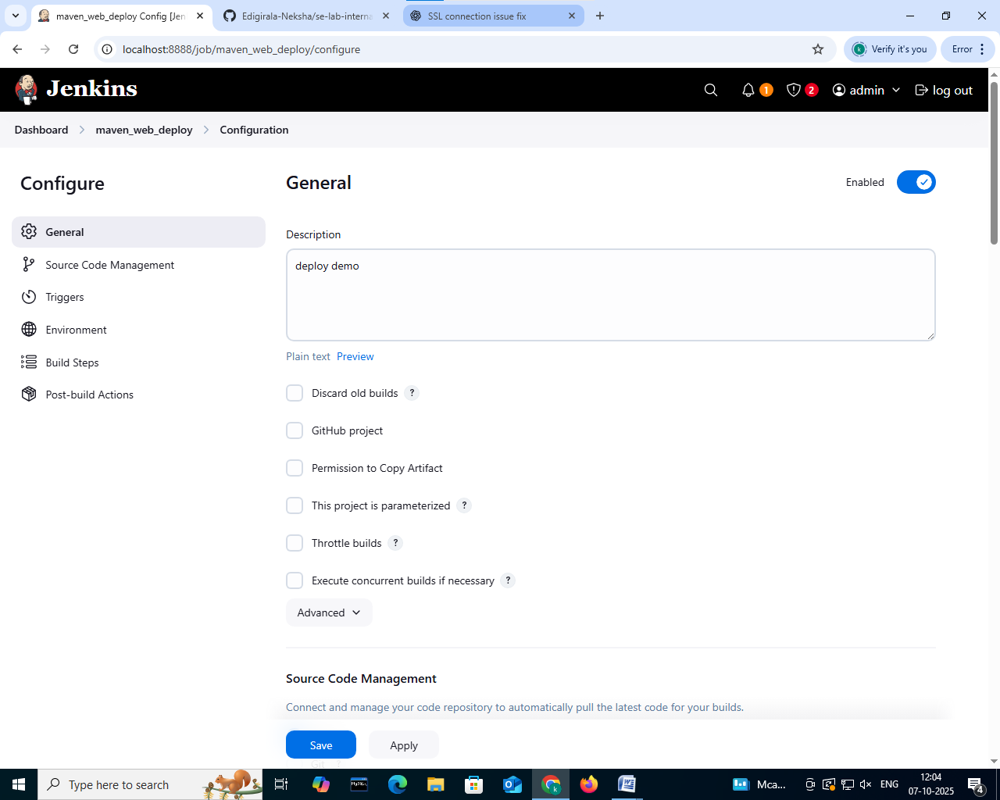 maven_web_deploy Config [Jen
Edigirala-Neksha/se-lab-interna
SSL connection issue fix
localhost:8888/job/maven_web_deploy/configure
k
Verify it's you
Error
Jenkins
1
2
admin
log out
Dashboard
maven_web_deploy
Configuration
Configure
General
Source Code Management
Triggers
Environment
Build Steps
Post-build Actions
General
Enabled
Description
deploy demo
Plain text Preview
Discard old builds ?
GitHub project
Permission to Copy Artifact
This project is parameterized ?
Throttle builds ?
Execute concurrent builds if necessary ?
Advanced
Source Code Management
Connect and manage your code repository to automatically pull the latest code for your builds.
Save
Apply
Git ?
Type here to search
MySQL
k
W
Mca...
ENG
12:04
07-10-2025
4